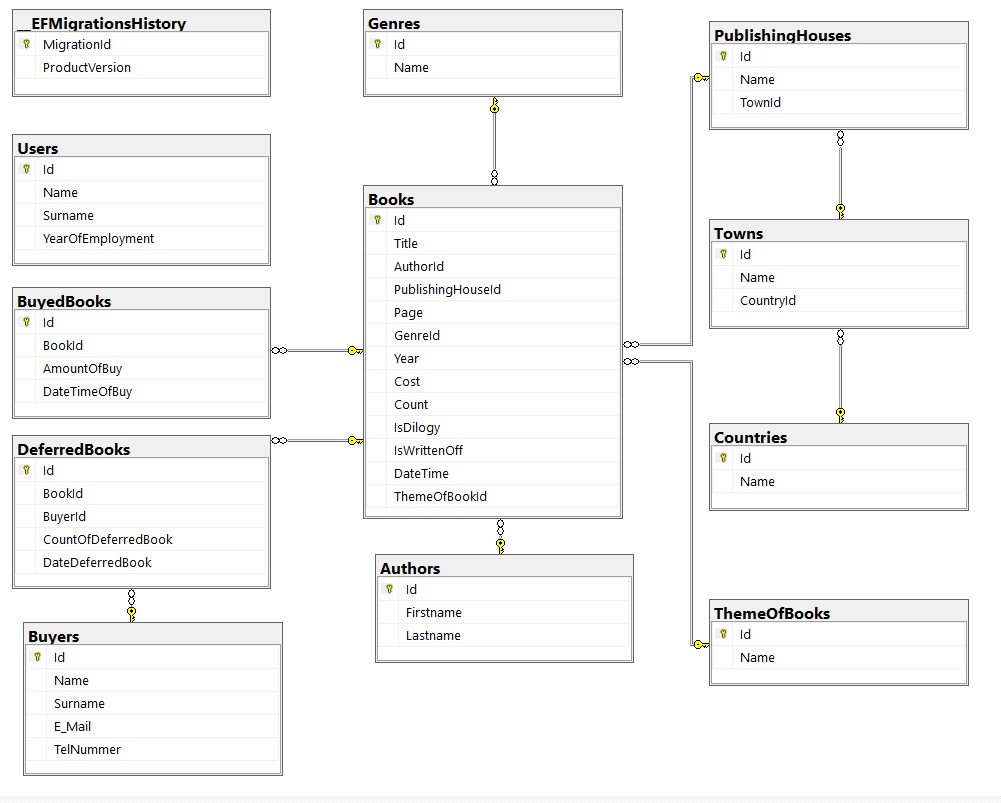 __EFMigrationsHistory
MigrationId
ProductVersion
Users
Id
Name
Surname
YearOfEmployment
BuyedBooks
Id
BookId
AmountOfBuy
DateTimeOfBuy
DeferredBooks
Id
BookId
BuyerId
CountOfDeferredBook
DateDeferredBook
Buyers
Id
Name
Surname
E_Mail
TelNummer
Genres
Id
Name
Books
Id
Title
AuthorId
PublishingHouseId
Page
GenreId
Year
Cost
Count
IsDilogy
IsWrittenOff
DateTime
ThemeOfBookId
Authors
Id
Firstname
Lastname
PublishingHouses
Id
Name
TownId
Towns
Id
Name
CountryId
Countries
Id
Name
ThemeOfBooks
Id
Name